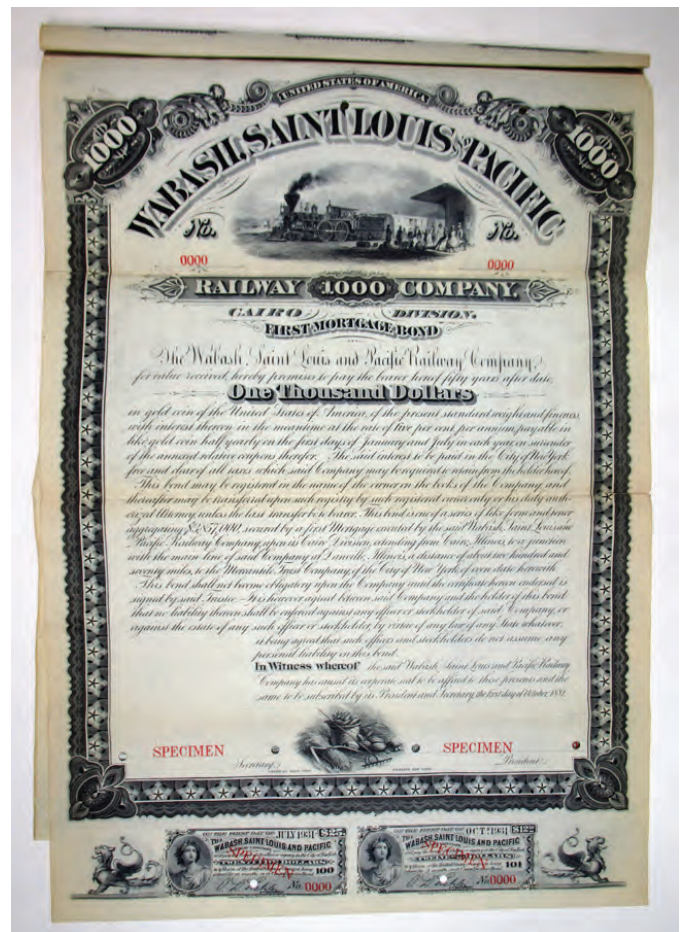 UNITED STATES OF AMERICA
1000
1000
WABASH, SAINT LOUIS AND PACIFIC
No.
No.
0000
0000
RAILWAY 1000 COMPANY.
CAIRO DIVISION.
FIRST MORTGAGE BOND
The Wabash, Saint Louis and Pacific Railway Company,
for value received, hereby promises to pay the bearer hereof fifty years after date,
One Thousand Dollars
in gold coin of the United States of America, of the present standard weight and fineness,
with interest thereon in the meantime at the rate of five per cent per annum, payable in
like gold coin half yearly on the first days of January and July in each year, on surrender
of the annexed relative coupons therefor. The said interest to be paid in the City of New York
free and clear of all taxes which said Company may be required to retain from the holder hereof.
This bond may be registered in the name of the owner on the books of the Company and
thereafter may be transferred upon such registry by such registered owner only or his duly auth-
orized Attorney unless the last transfer be to bearer. This bond is one of a series of like form and tenor
aggregating secured by a first Mortgage executed by the said Wabash, Saint Louis and
Pacific Railway Company, upon its Cairo Division, extending from Cairo, Illinois, to a junction
with the main line of said Company at Danville, Illinois, a distance of about two hundred and
seventy miles, to the Mercantile Trust Company of the City of New York of even date herewith.
This bond shall not become obligatory upon the Company until the certificate hereon endorsed is
signed by said Trustee. It is however agreed between said Company and the holder of this bond
that no liability thereon shall be enforced against any officer or stockholder of said Company, or
against the estate of any such officer or stockholder, by virtue of any law of any State whatever,
it being agreed that such officers and stockholders do not assume any
personal liability in this bond.
In Witness whereof the said Wabash, Saint Louis and Pacific Railway
Company has caused its corporate seal to be affixed to these presents and the
same to be subscribed by its President and Secretary, the first day of October, 1881.
SPECIMEN
SPECIMEN
Secretary.
President.
JULY 1931 $25
THE WABASH, SAINT LOUIS AND PACIFIC
SPECIMEN
DOLLARS
100
No. 0000
OCT. 1931 $12
THE WABASH, SAINT LOUIS AND PACIFIC
SPECIMEN
DOLLARS
101
No. 0000